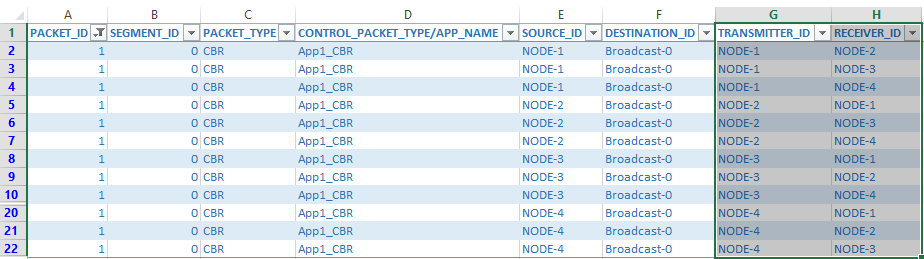 A B C D E F G H
1 PACKET_ID SEGMENT_ID PACKET_TYPE CONTROL_PACKET_TYPE/APP_NAME SOURCE_ID DESTINATION_ID TRANSMITTER_ID RECEIVER_ID
2 1 0 CBR App1_CBR NODE-1 Broadcast-0 NODE-1 NODE-2
3 1 0 CBR App1_CBR NODE-1 Broadcast-0 NODE-1 NODE-3
4 1 0 CBR App1_CBR NODE-1 Broadcast-0 NODE-1 NODE-4
5 1 0 CBR App1_CBR NODE-2 Broadcast-0 NODE-2 NODE-1
6 1 0 CBR App1_CBR NODE-2 Broadcast-0 NODE-2 NODE-3
7 1 0 CBR App1_CBR NODE-2 Broadcast-0 NODE-2 NODE-4
8 1 0 CBR App1_CBR NODE-3 Broadcast-0 NODE-3 NODE-1
9 1 0 CBR App1_CBR NODE-3 Broadcast-0 NODE-3 NODE-2
10 1 0 CBR App1_CBR NODE-3 Broadcast-0 NODE-3 NODE-4
20 1 0 CBR App1_CBR NODE-4 Broadcast-0 NODE-4 NODE-1
21 1 0 CBR App1_CBR NODE-4 Broadcast-0 NODE-4 NODE-2
22 1 0 CBR App1_CBR NODE-4 Broadcast-0 NODE-4 NODE-3